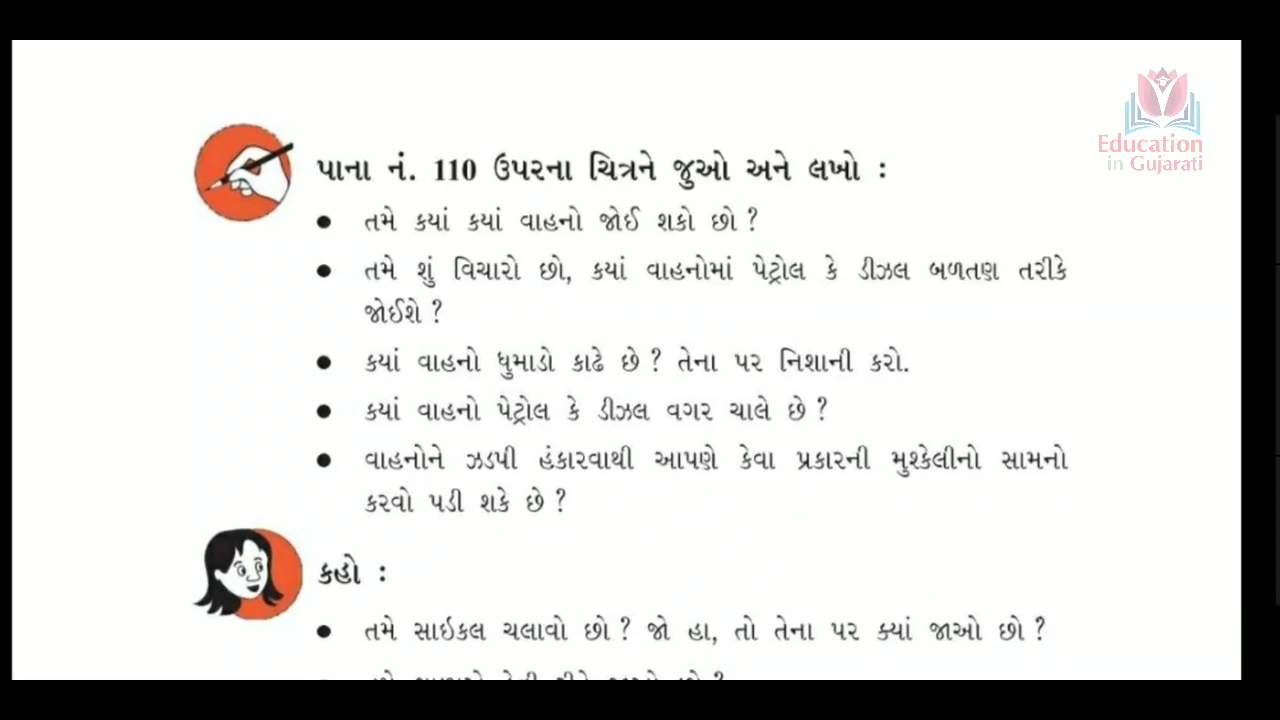 Education
in Gujarati
પાના નં. 110 ઉપરના ચિત્રને જુઓ અને લખો :
• તમે કયાં કયાં વાહનો જોઈ શકો છો ?
• તમે શું વિચારો છો, કયાં વાહનોમાં પેટ્રોલ કે ડીઝલ બળતણ તરીકે
જોઈશે ?
• કયાં વાહનો ધુમાડો કાઢે છે ? તેના પર નિશાની કરો.
• કયાં વાહનો પેટ્રોલ કે ડીઝલ વગર ચાલે છે ?
• વાહનોને ઝડપી હંકારવાથી આપણે કેવા પ્રકારની મુશ્કેલીનો સામનો
કરવો પડી શકે છે ?
કહો :
• તમે સાઇકલ ચલાવો છો ? જો હા, તો તેના પર ક્યાં જાઓ છો ?